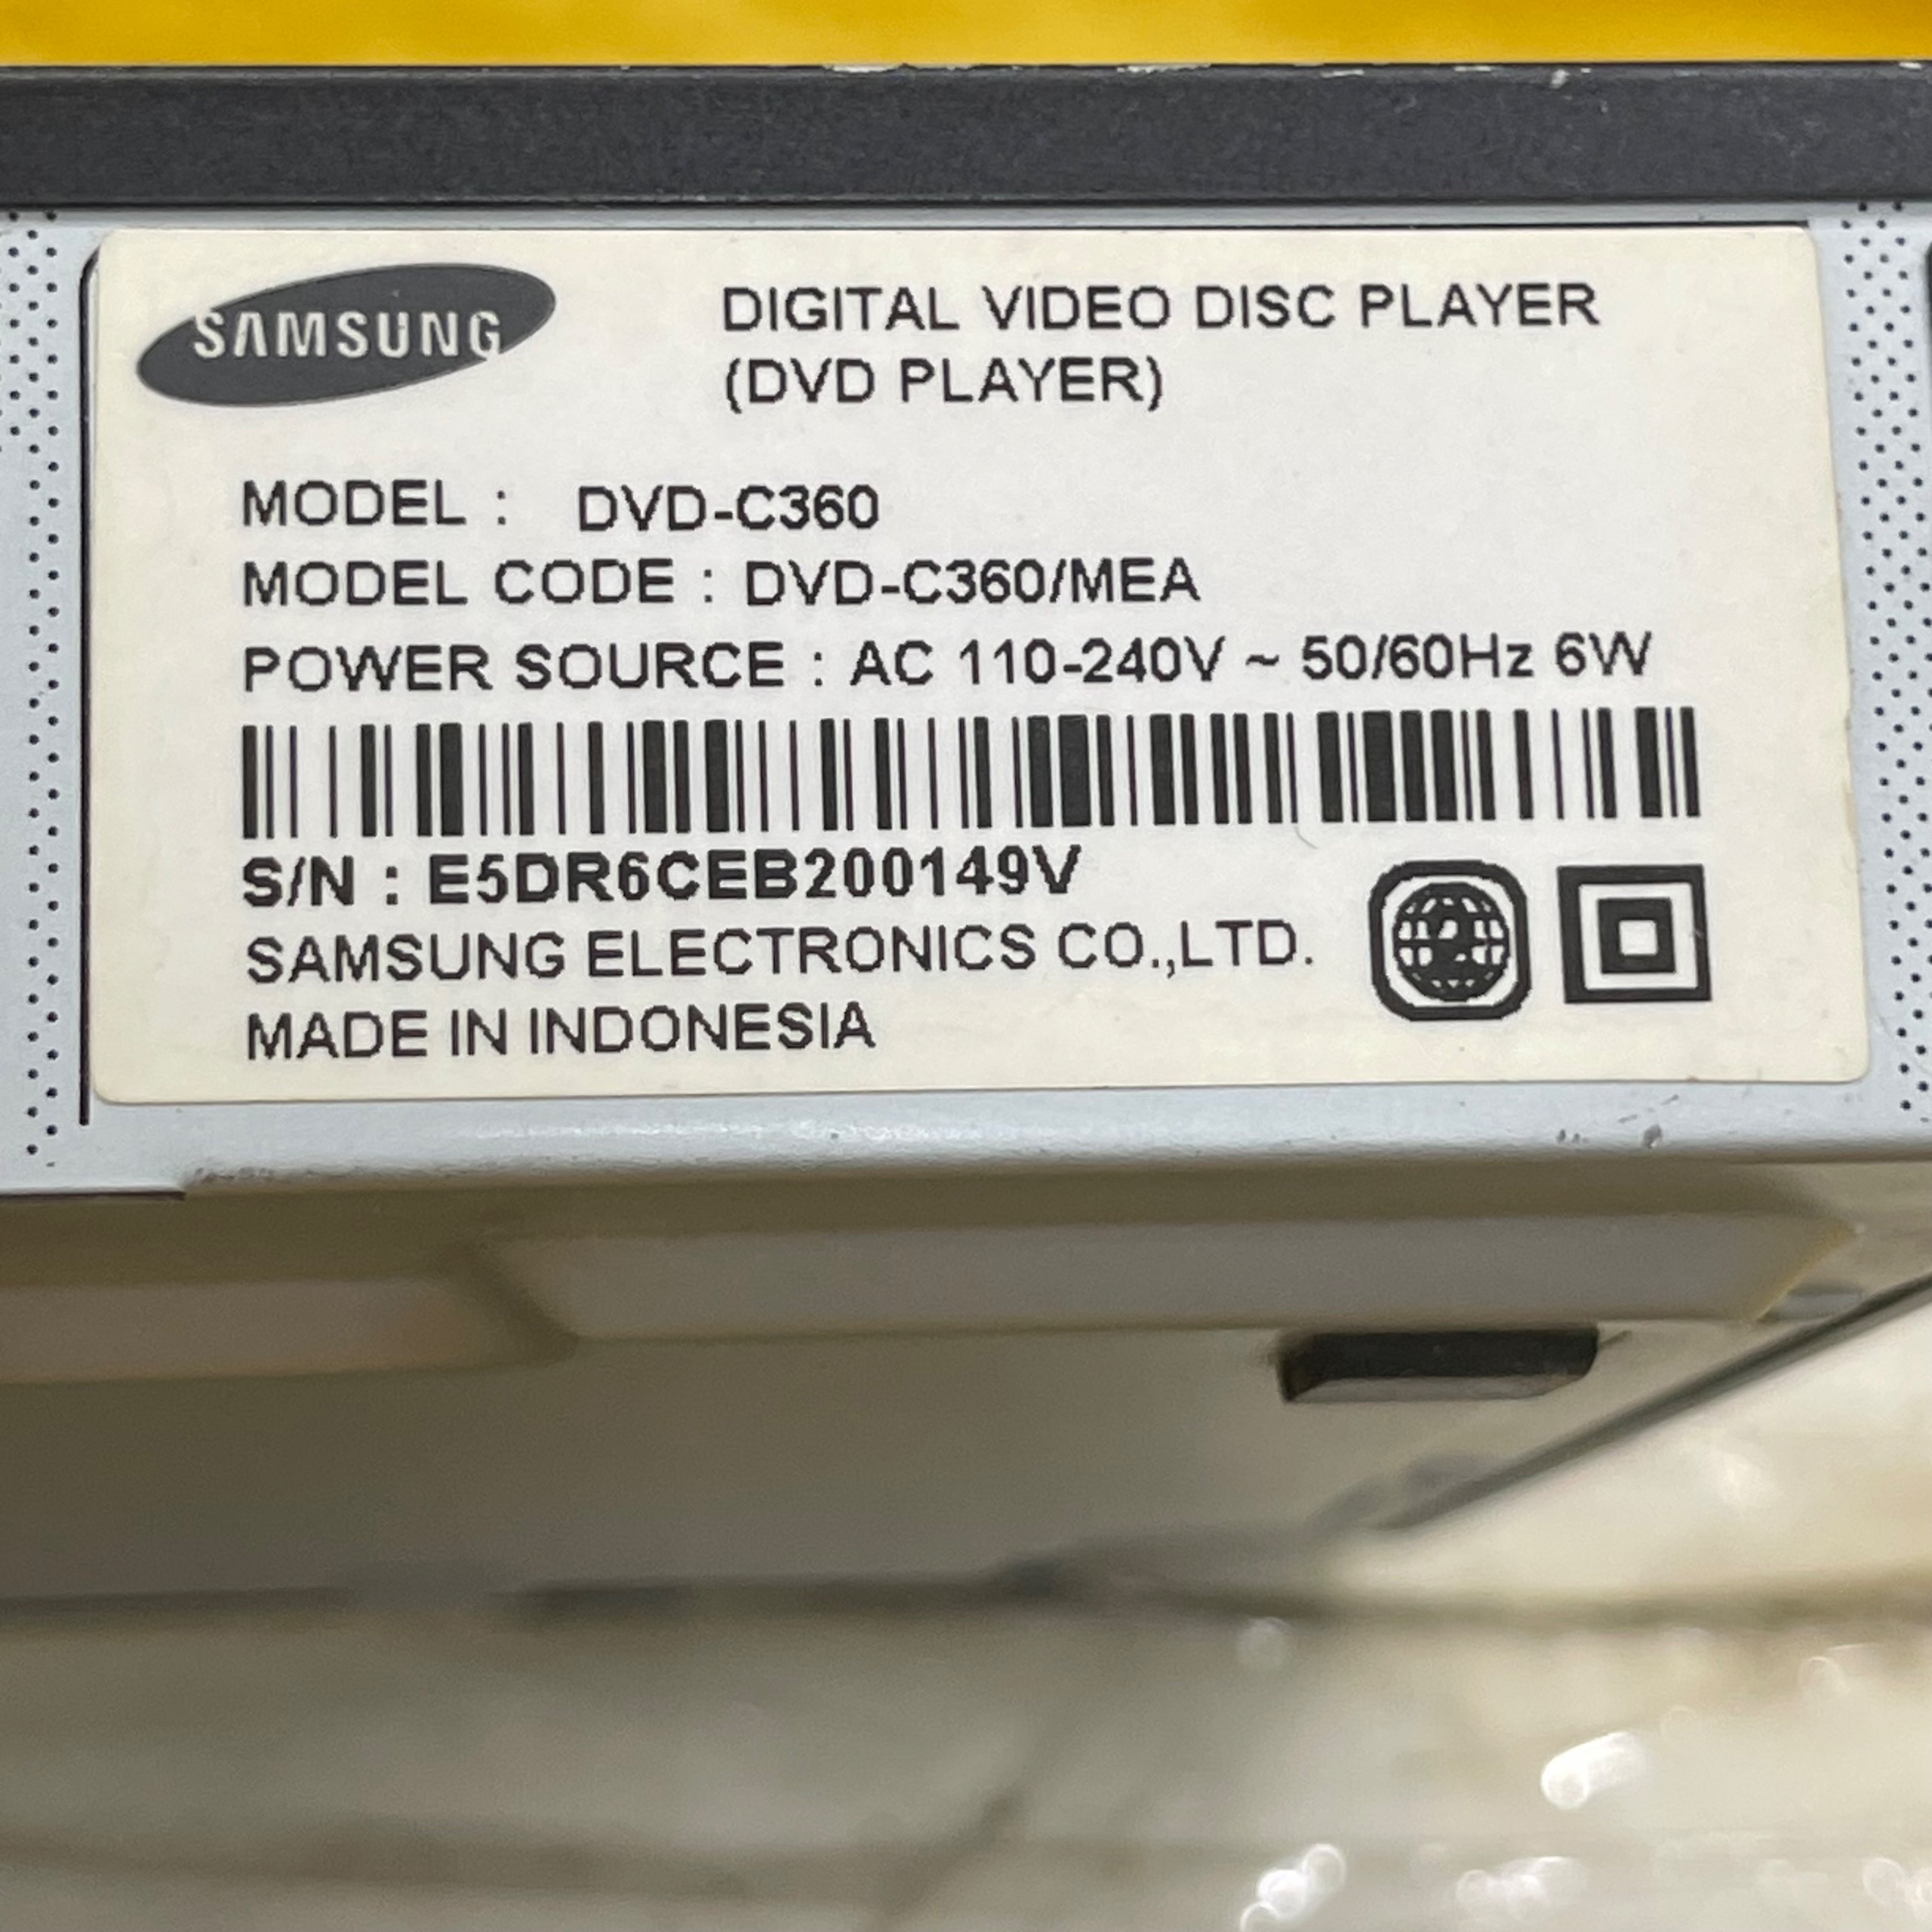 SAMSUNG
DIGITAL VIDEO DISC PLAYER
(DVD PLAYER)
MODEL : DVD-C360
MODEL CODE : DVD-C360/MEA
POWER SOURCE : AC 110-240V ~ 50/60Hz 6W
S/N : E5DR6CEB200149V
SAMSUNG ELECTRONICS CO.,LTD.
MADE IN INDONESIA
2